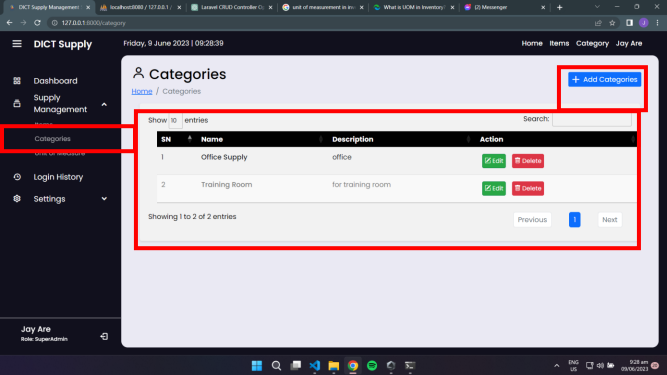 DICT Supply Management
localhost:8080 / 127.0.0.1
Laravel CRUD Controller Op
unit of measurement in inv
What is UOM in Inventory?
(2) Messenger
127.0.0.1:8000/category
DICT Supply
Friday, 9 June 2023 | 09:28:39
Home Items Category Jay Are
Dashboard
Supply
Management
Categories
Unit of Measure
Login History
Settings
Jay Are
Role: SuperAdmin
Categories
Home / Categories
+ Add Categories
Show 10 entries
Search:
SN Name Description Action
1 Office Supply office Edit Delete
2 Training Room for training room Edit Delete
Showing 1 to 2 of 2 entries
Previous 1 Next
ENG
US
9:28 am
09/06/2023